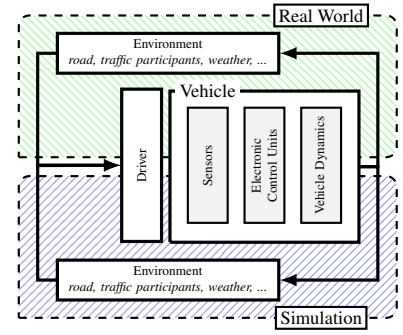 Real World
Environment
road, traffic participants, weather, ...
Vehicle
Driver
Sensors
Electronic
Control Units
Vehicle Dynamics
Environment
road, traffic participants, weather, ...
Simulation